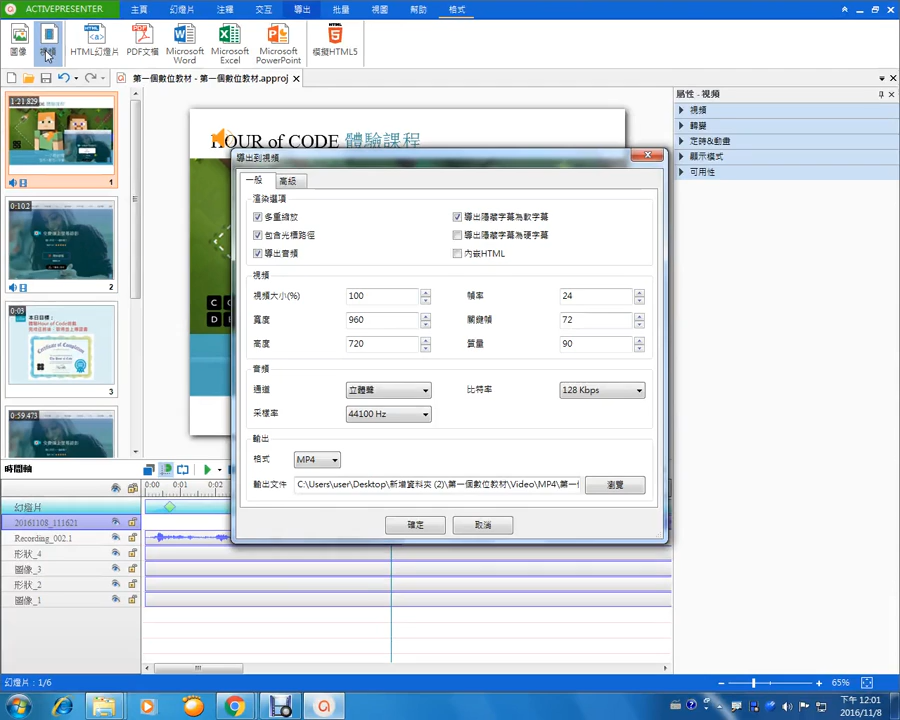 ACTIVEPRESENTER
主頁 幻燈片 注釋 交互 導出 批量 視圖 幫助 格式
圖像 視頻 HTML幻燈片 PDF文檔 Microsoft Word Microsoft Excel Microsoft PowerPoint 模擬HTML5
第一個數位教材 - 第一個數位教材.approj
屬性 - 視頻
視頻
轉變
定時&動畫
顯示模式
可用性
1:21.829
1
0:10.2
2
0:03
本日目標：
3
0:59.473
HOUR of CODE 體驗課程
C O
D E
導出到視頻
一般 高級
渲染選項
多重縮放 導出隱藏字幕為軟字幕
包含光標路徑 導出隱藏字幕為硬字幕
導出音頻 內嵌HTML
視頻
視頻大小(%) 100 幀率 24
寬度 960 關鍵幀 72
高度 720 質量 90
音頻
通道 立體聲 比特率 128 Kbps
采樣率 44100 Hz
輸出
格式 MP4
輸出文件 C:\Users\user\Desktop\新增資料夾 (2)\第一個數位教材\Video\MP4\第一
瀏覽
確定 取消
時間軸
0:00 0:01 0:02
幻燈片
20161108_111621
Recording_002.1
形狀_4
圖像_3
形狀_2
圖像_1
幻燈片: 1/6
65%
下午 12:01
2016/11/8